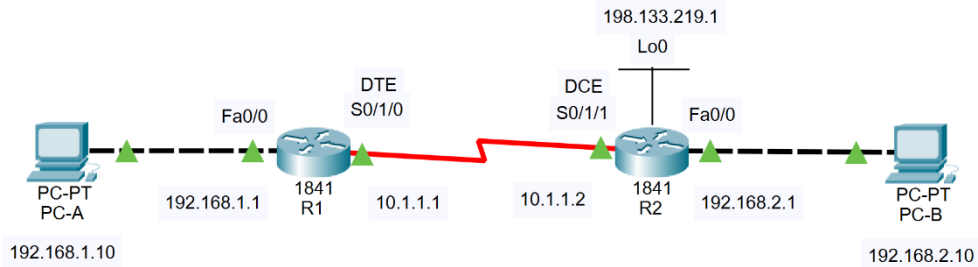 198.133.219.1
Lo0
DTE
S0/1/0
DCE
S0/1/1
Fa0/0
Fa0/0
PC-PT
PC-A
192.168.1.1
1841
R1
10.1.1.1
10.1.1.2
1841
R2
192.168.2.1
PC-PT
PC-B
192.168.1.10
192.168.2.10